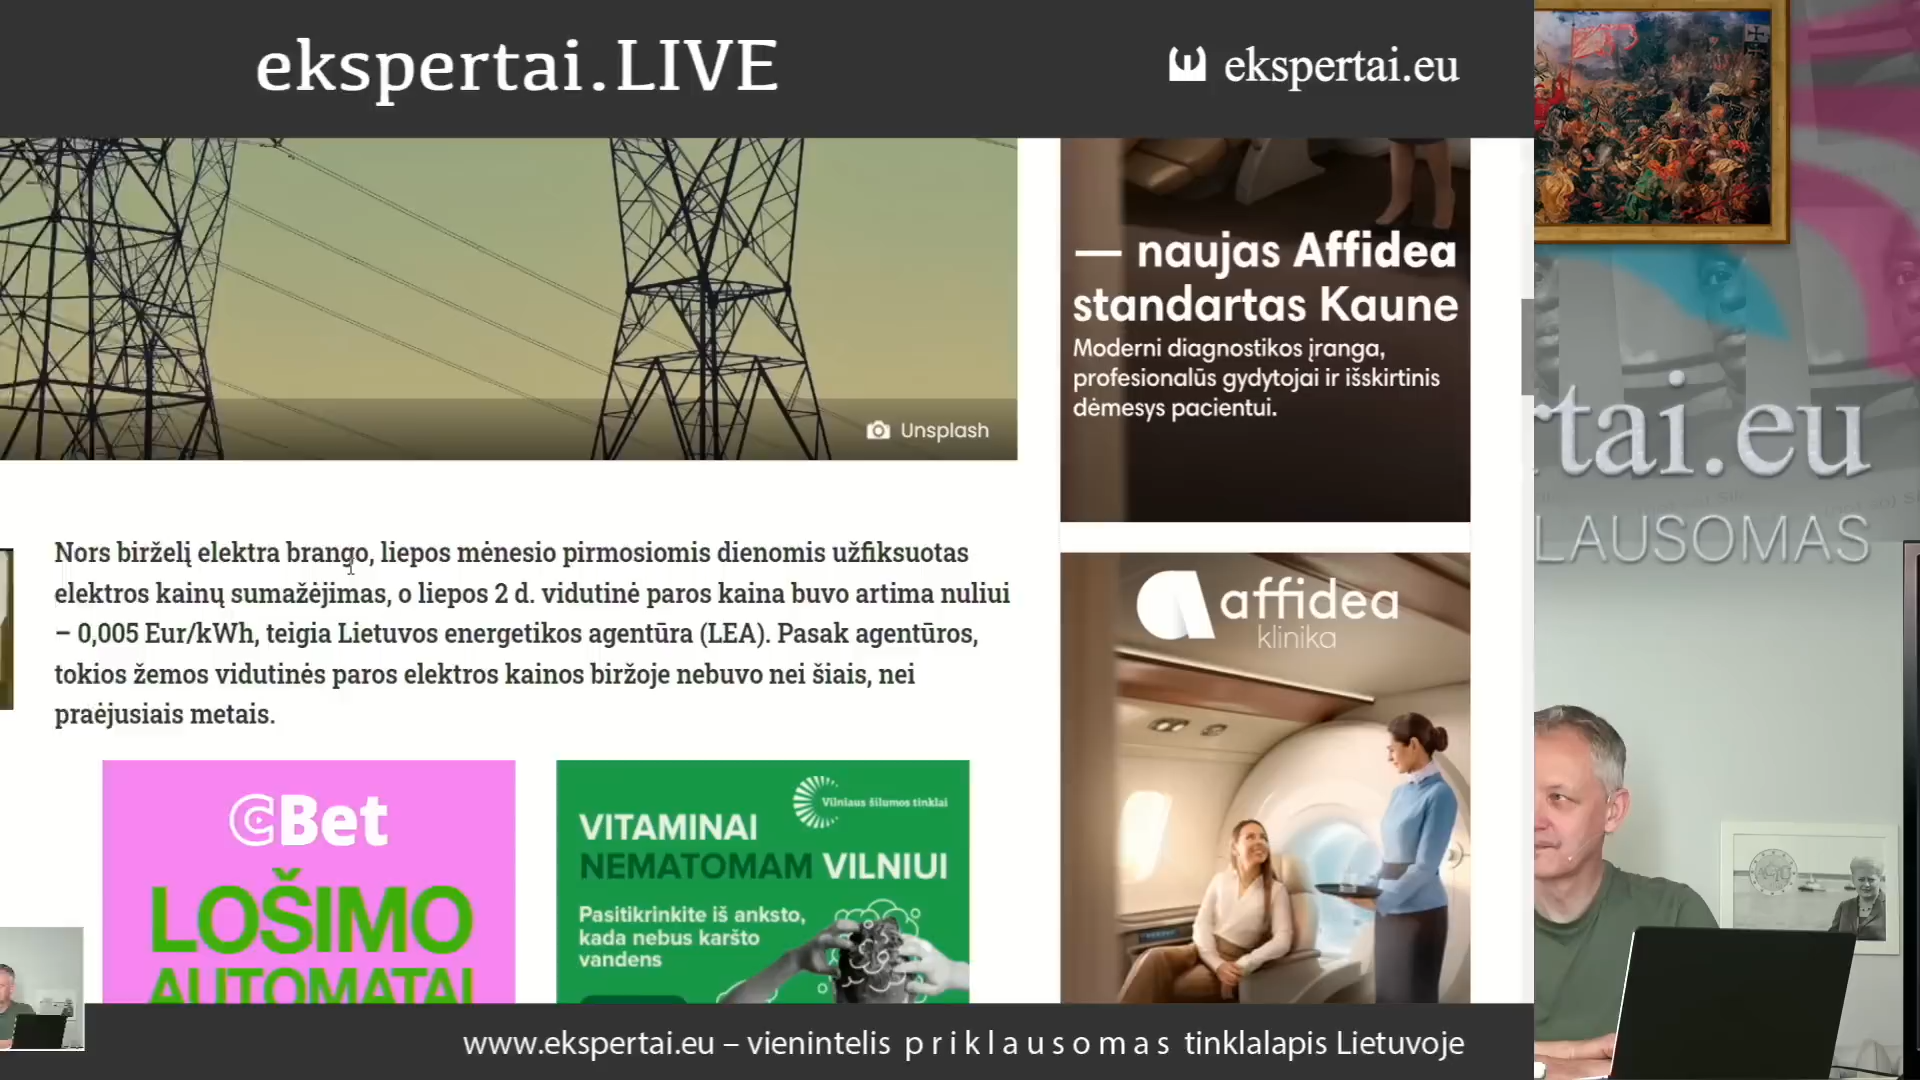 ekspertai.LIVE
ekspertai.eu
Unsplash
Nors birželį elektra brango, liepos mėnesio pirmosiomis dienomis užfiksuotas
elektros kainų sumažėjimas, o liepos 2 d. vidutinė paros kaina buvo artima nuliui
– 0,005 Eur/kWh, teigia Lietuvos energetikos agentūra (LEA). Pasak agentūros,
tokios žemos vidutinės paros elektros kainos biržoje nebuvo nei šiais, nei
praėjusiais metais.
CBet
LOŠIMO
AUTOMATAI
Vilniaus šilumos tinklai
VITAMINAI
NEMATOMAM VILNIUI
Pasitikrinkite iš anksto,
kada nebus karšto
vandens
— naujas Affidea
standartas Kaune
Moderni diagnostikos įranga,
profesionalūs gydytojai ir išskirtinis
dėmesys pacientui.
affidea
klinika
rtai.eu
LAUSOMAS
www.ekspertai.eu – vienintelis priklausomas tinklalapis Lietuvoje